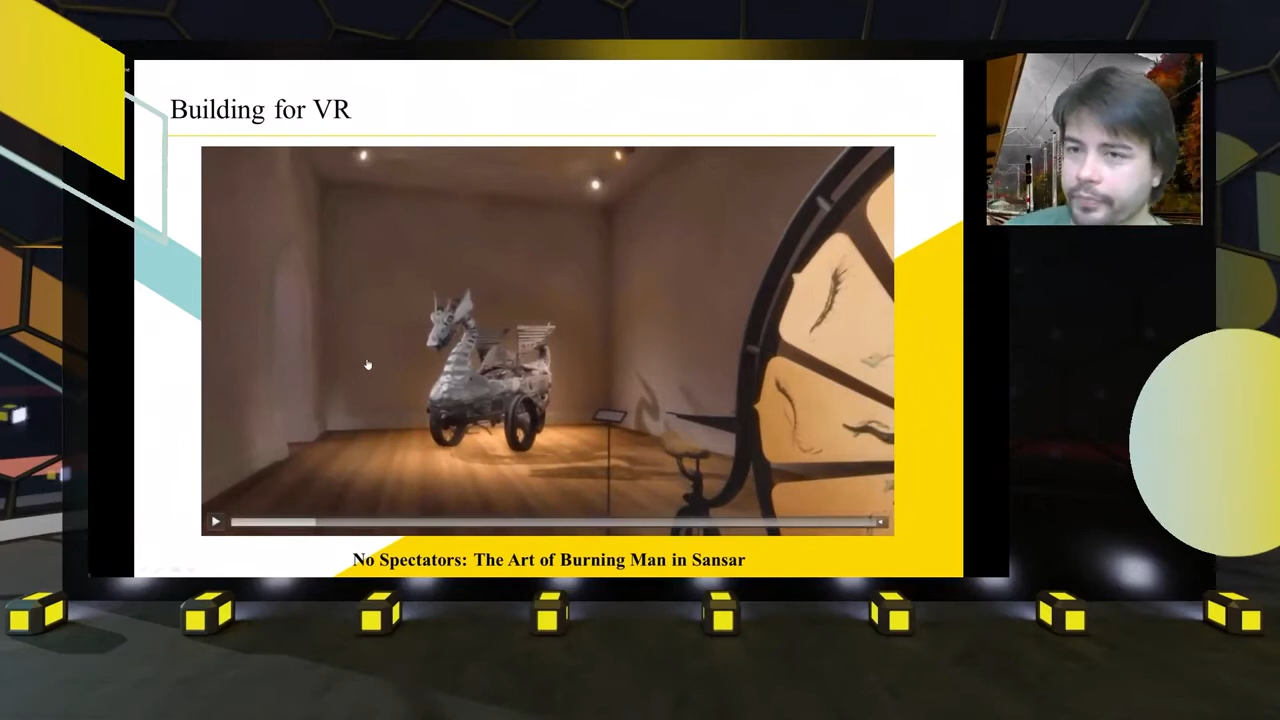 Building for VR
No Spectators: The Art of Burning Man in Sansar